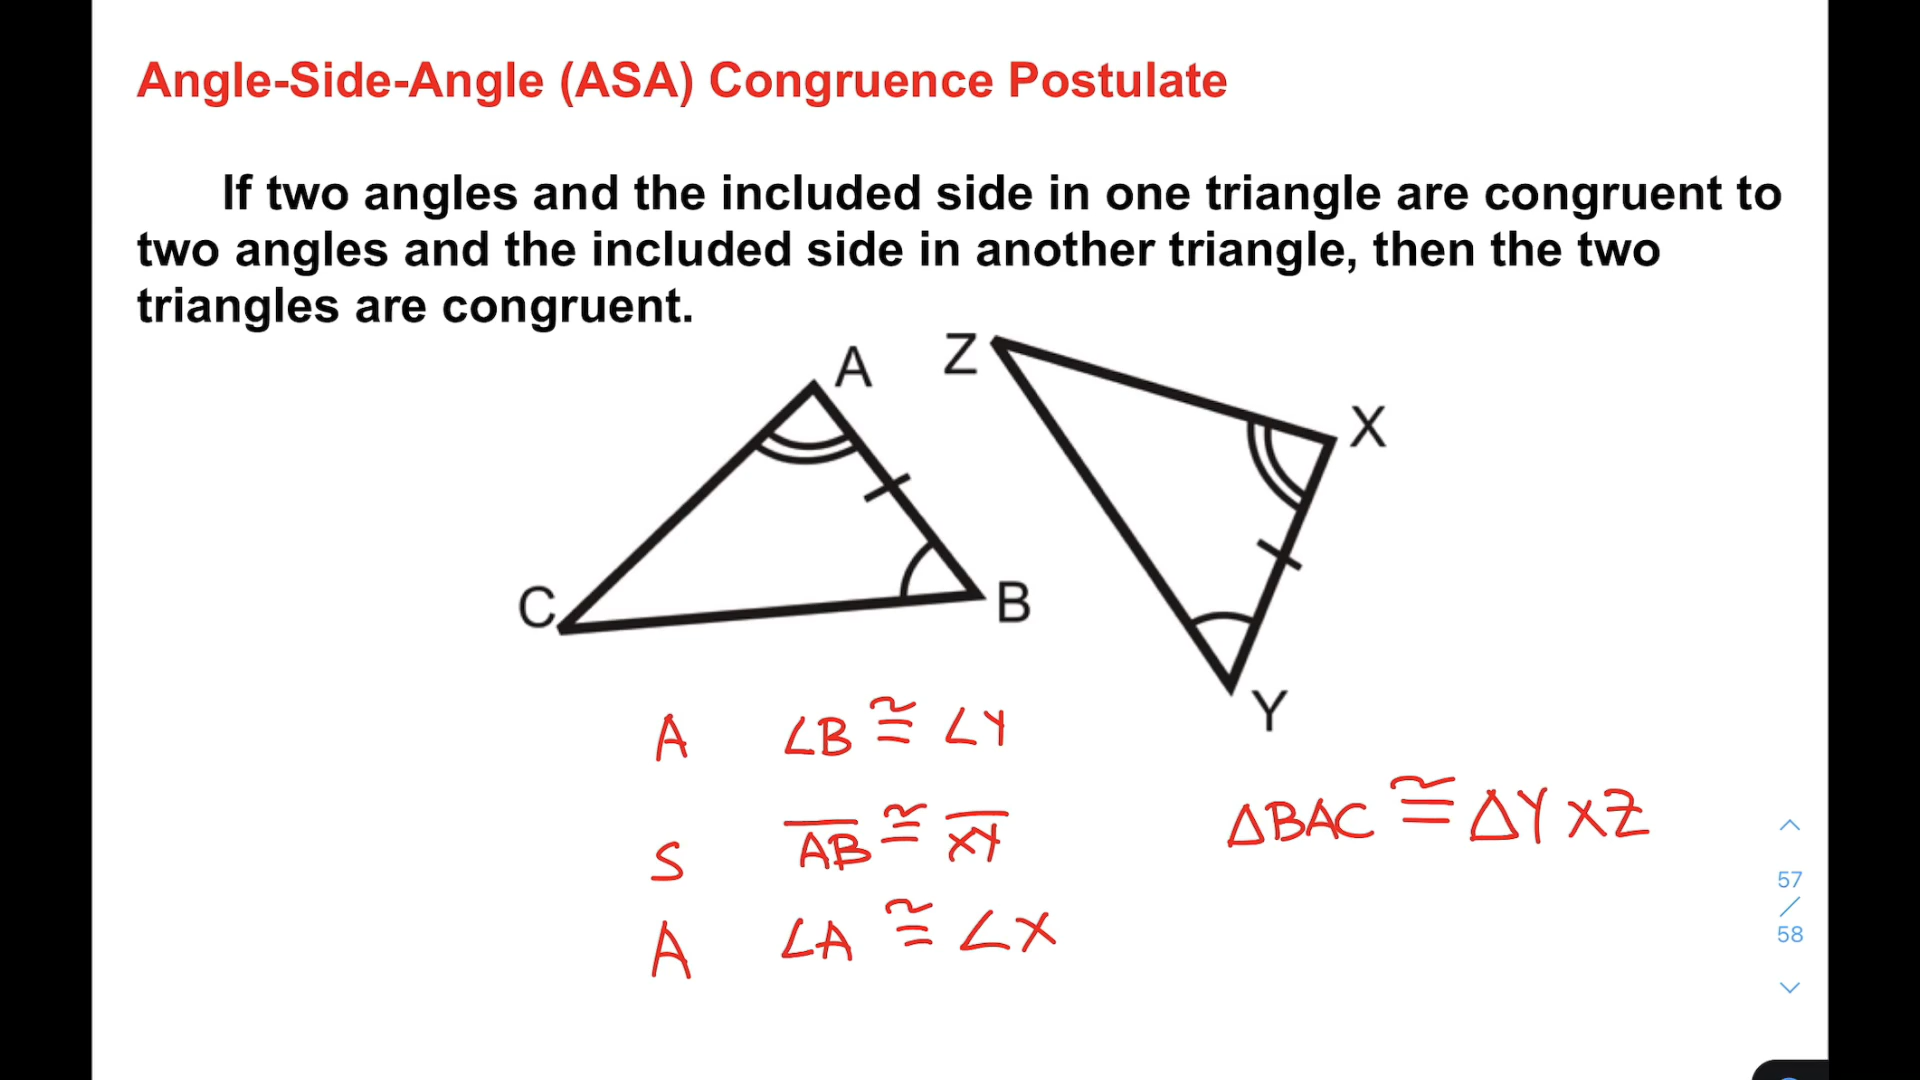 Angle-Side-Angle (ASA) Congruence Postulate
If two angles and the included side in one triangle are congruent to
two angles and the included side in another triangle, then the two
triangles are congruent.
A
Z
X
C
B
Y
A ∠B ≅ ∠Y
S A̅B̅ ≅ X̅Y̅
A ∠A ≅ ∠X
ΔBAC ≅ ΔYXZ
57
/
58